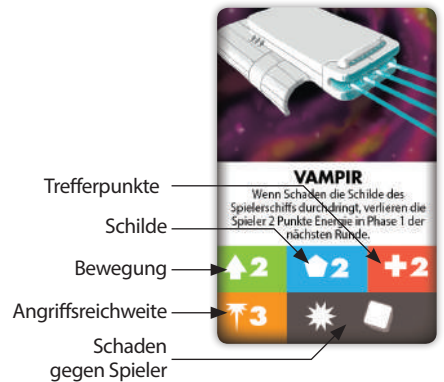 VAMPIR
Wenn Schaden die Schilde des
Spielerschiffs durchdringt, verlieren die
Spieler 2 Punkte Energie in Phase 1 der
nächsten Runde.
Trefferpunkte
Schilde
Bewegung
Angriffsreichweite
Schaden
gegen Spieler
2 2 2
3